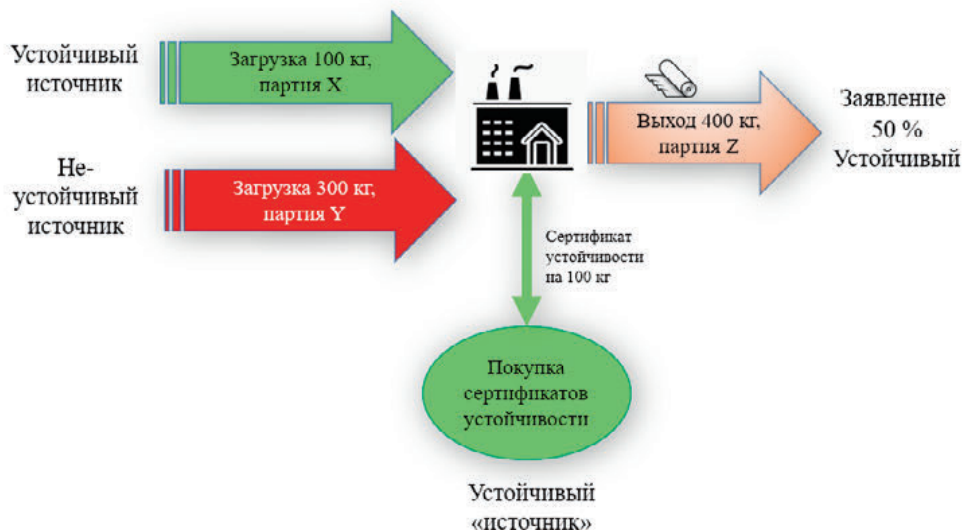 Устойчивый
источник
Загрузка 100 кг,
партия X
Не-
устойчивый
источник
Загрузка 300 кг,
партия Y
Выход 400 кг,
партия Z
Заявление
50 %
Устойчивый
Сертификат
устойчивости
на 100 кг
Покупка
сертификатов
устойчивости
Устойчивый
«источник»